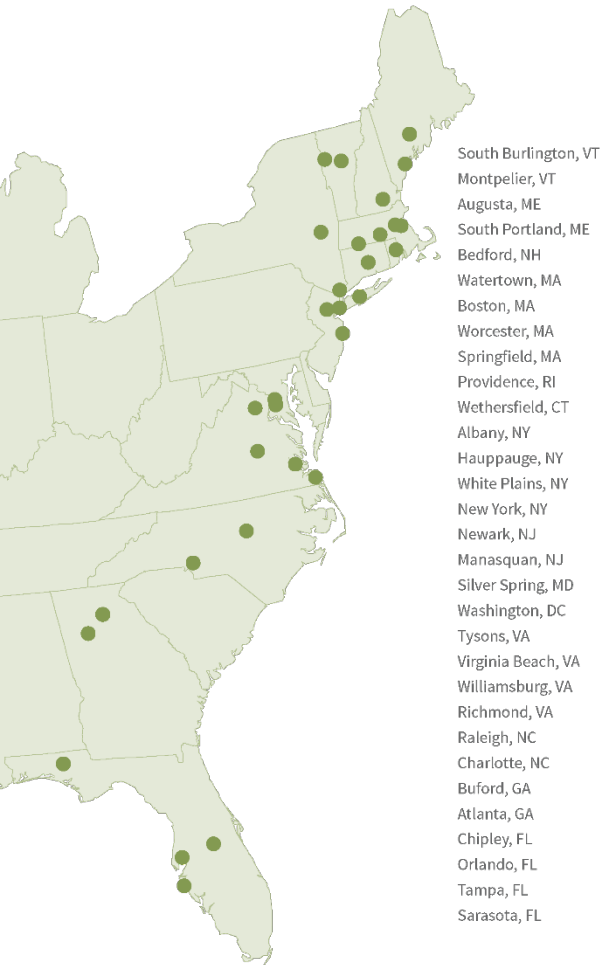 South Burlington, VT
Montpelier, VT
Augusta, ME
South Portland, ME
Bedford, NH
Watertown, MA
Boston, MA
Worcester, MA
Springfield, MA
Providence, RI
Wethersfield, CT
Albany, NY
Hauppauge, NY
White Plains, NY
New York, NY
Newark, NJ
Manasquan, NJ
Silver Spring, MD
Washington, DC
Tysons, VA
Virginia Beach, VA
Williamsburg, VA
Richmond, VA
Raleigh, NC
Charlotte, NC
Buford, GA
Atlanta, GA
Chipley, FL
Orlando, FL
Tampa, FL
Sarasota, FL